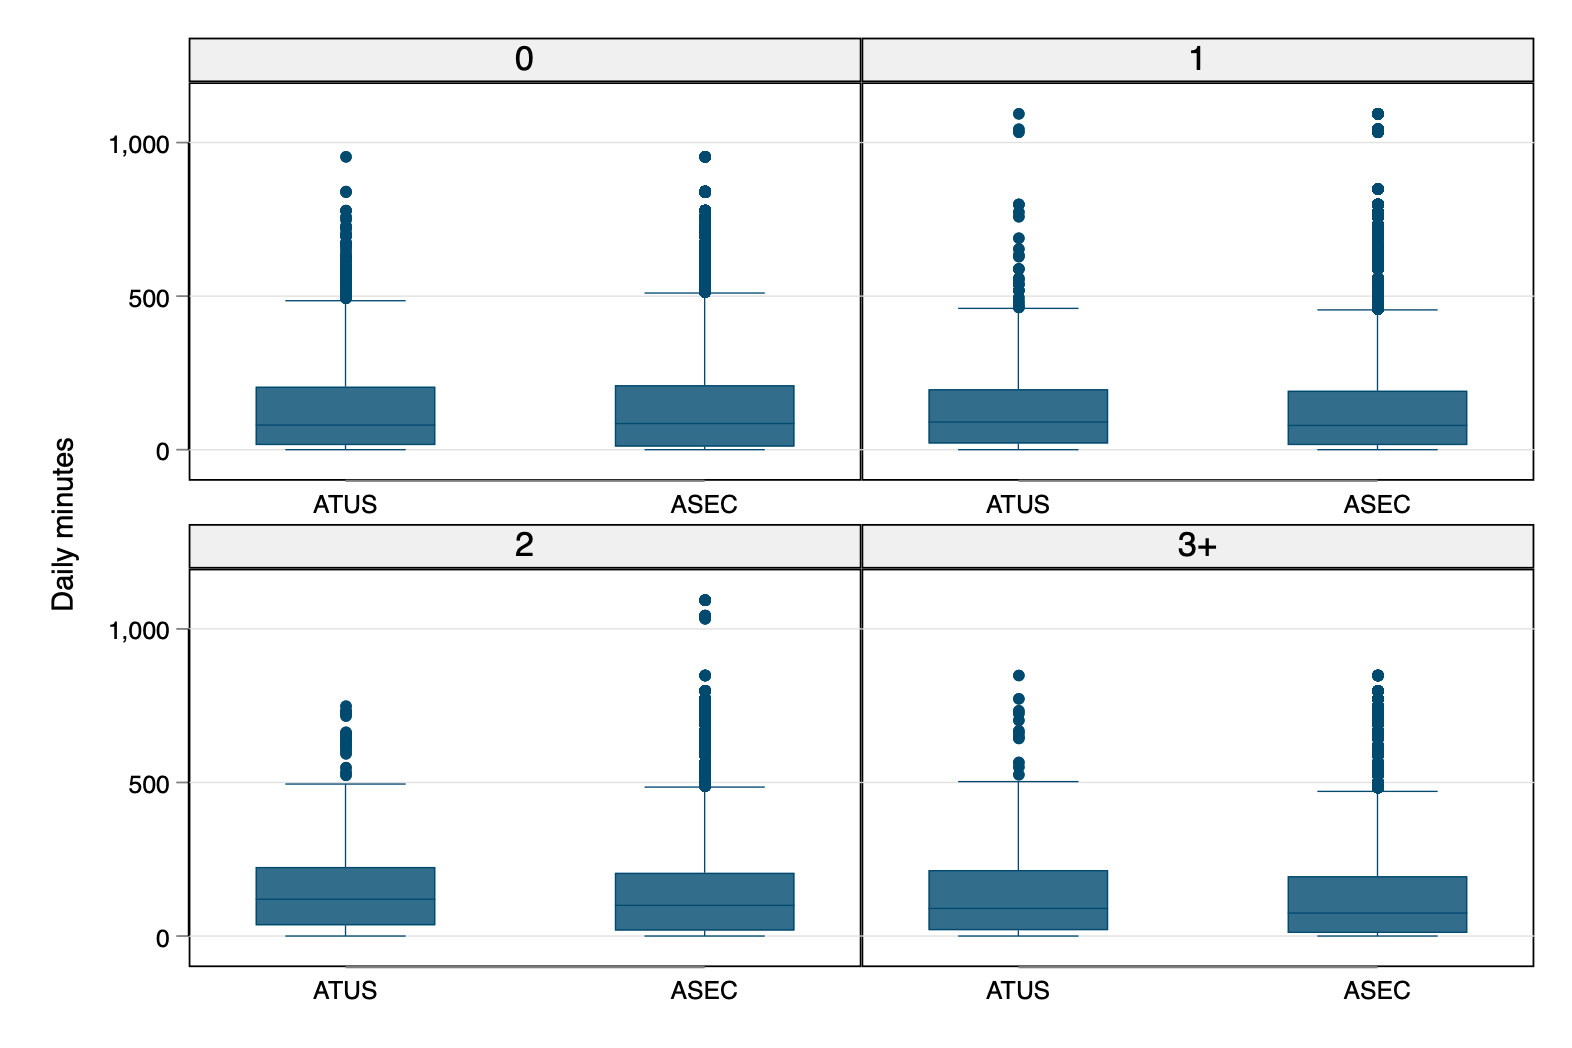 Daily minutes
0
1
1,000
500
0
ATUS
ASEC
ATUS
ASEC
2
3+
1,000
500
0
ATUS
ASEC
ATUS
ASEC